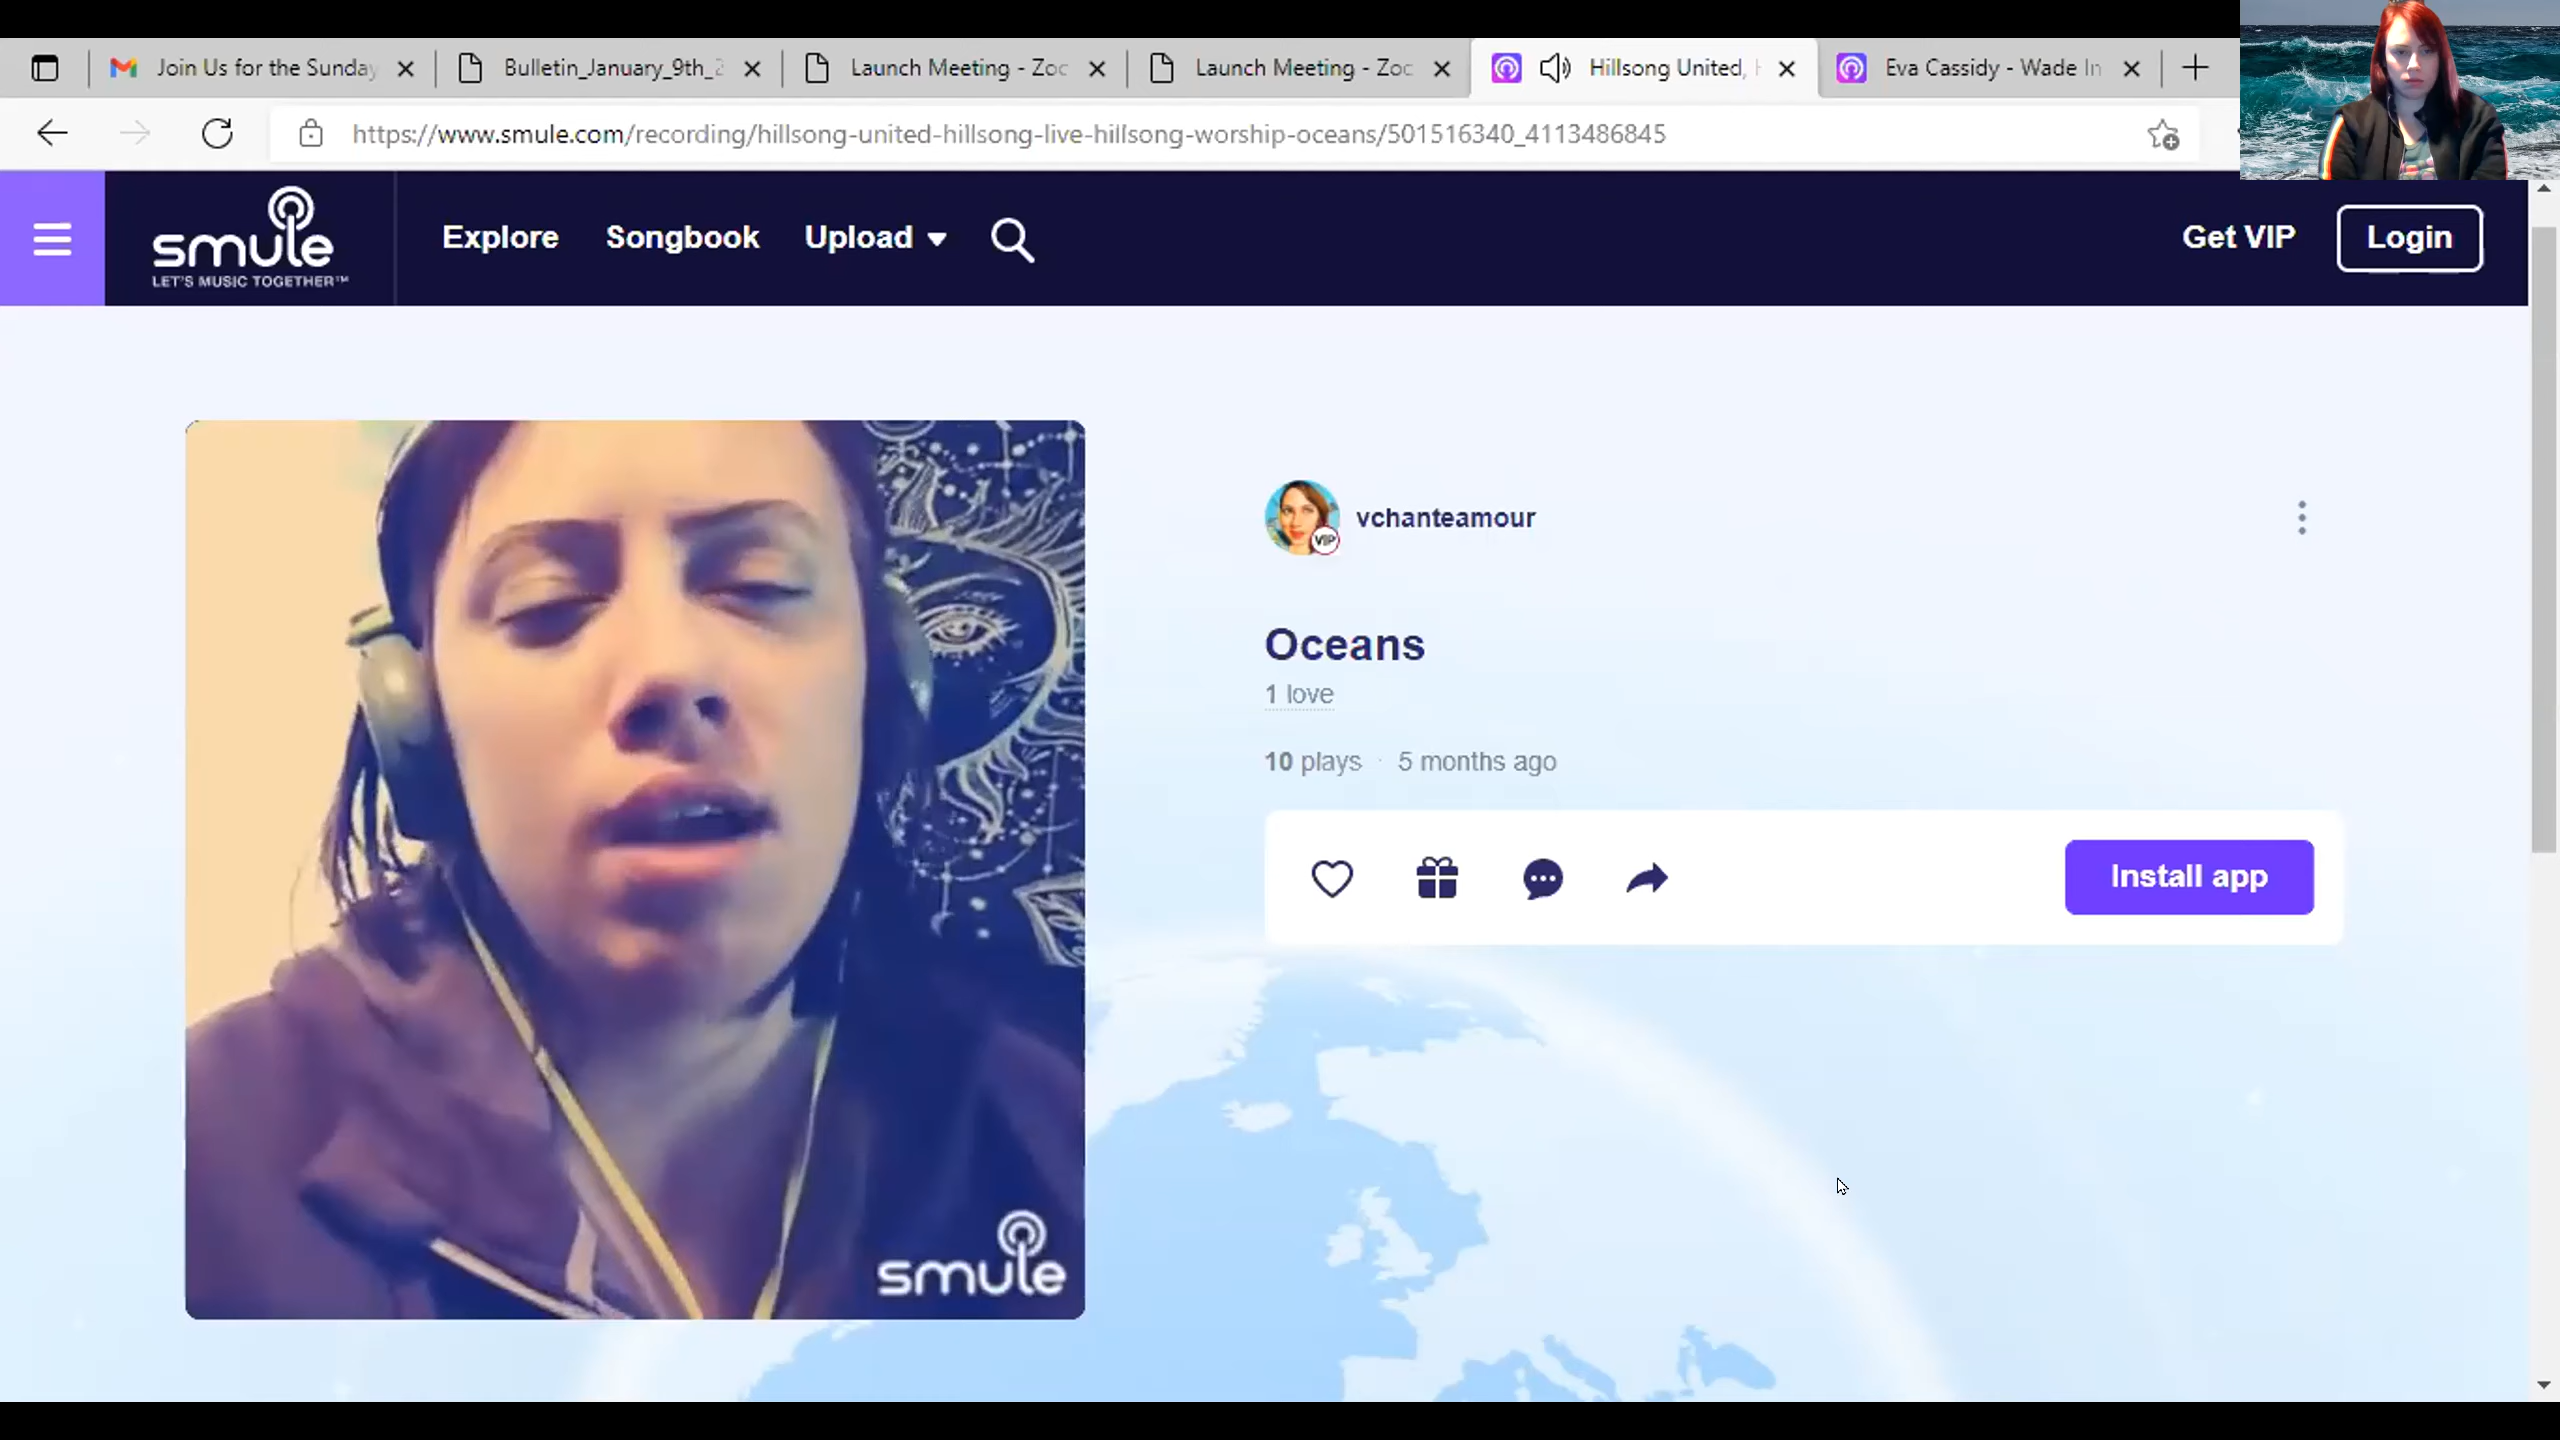 Join Us for the Sunday
Bulletin_January_9th_2
Launch Meeting - Zoo
Launch Meeting - Zoo
Hillsong United,
Eva Cassidy - Wade In
https://www.smule.com/recording/hillsong-united-hillsong-live-hillsong-worship-oceans/501516340_4113486845
smule
LET'S MUSIC TOGETHER™
Explore
Songbook
Upload
Get VIP
Login
VIP
vchanteamour
Oceans
1 love
10 plays · 5 months ago
Install app
smule